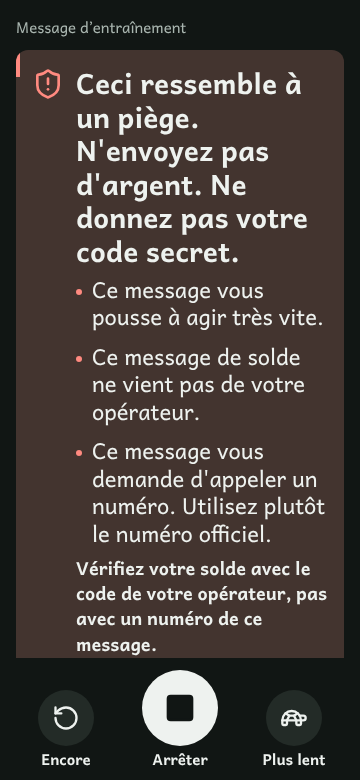 Message d'entraînement
Ceci ressemble à
un piège.
N'envoyez pas
d'argent. Ne
donnez pas votre
code secret.
Ce message vous
pousse à agir très vite.
Ce message de solde
ne vient pas de votre
opérateur.
Ce message vous
demande d'appeler un
numéro. Utilisez plutôt
le numéro officiel.
Vérifiez votre solde avec le
code de votre opérateur, pas
avec un numéro de ce
message.
Encore
Arrêter
Plus lent